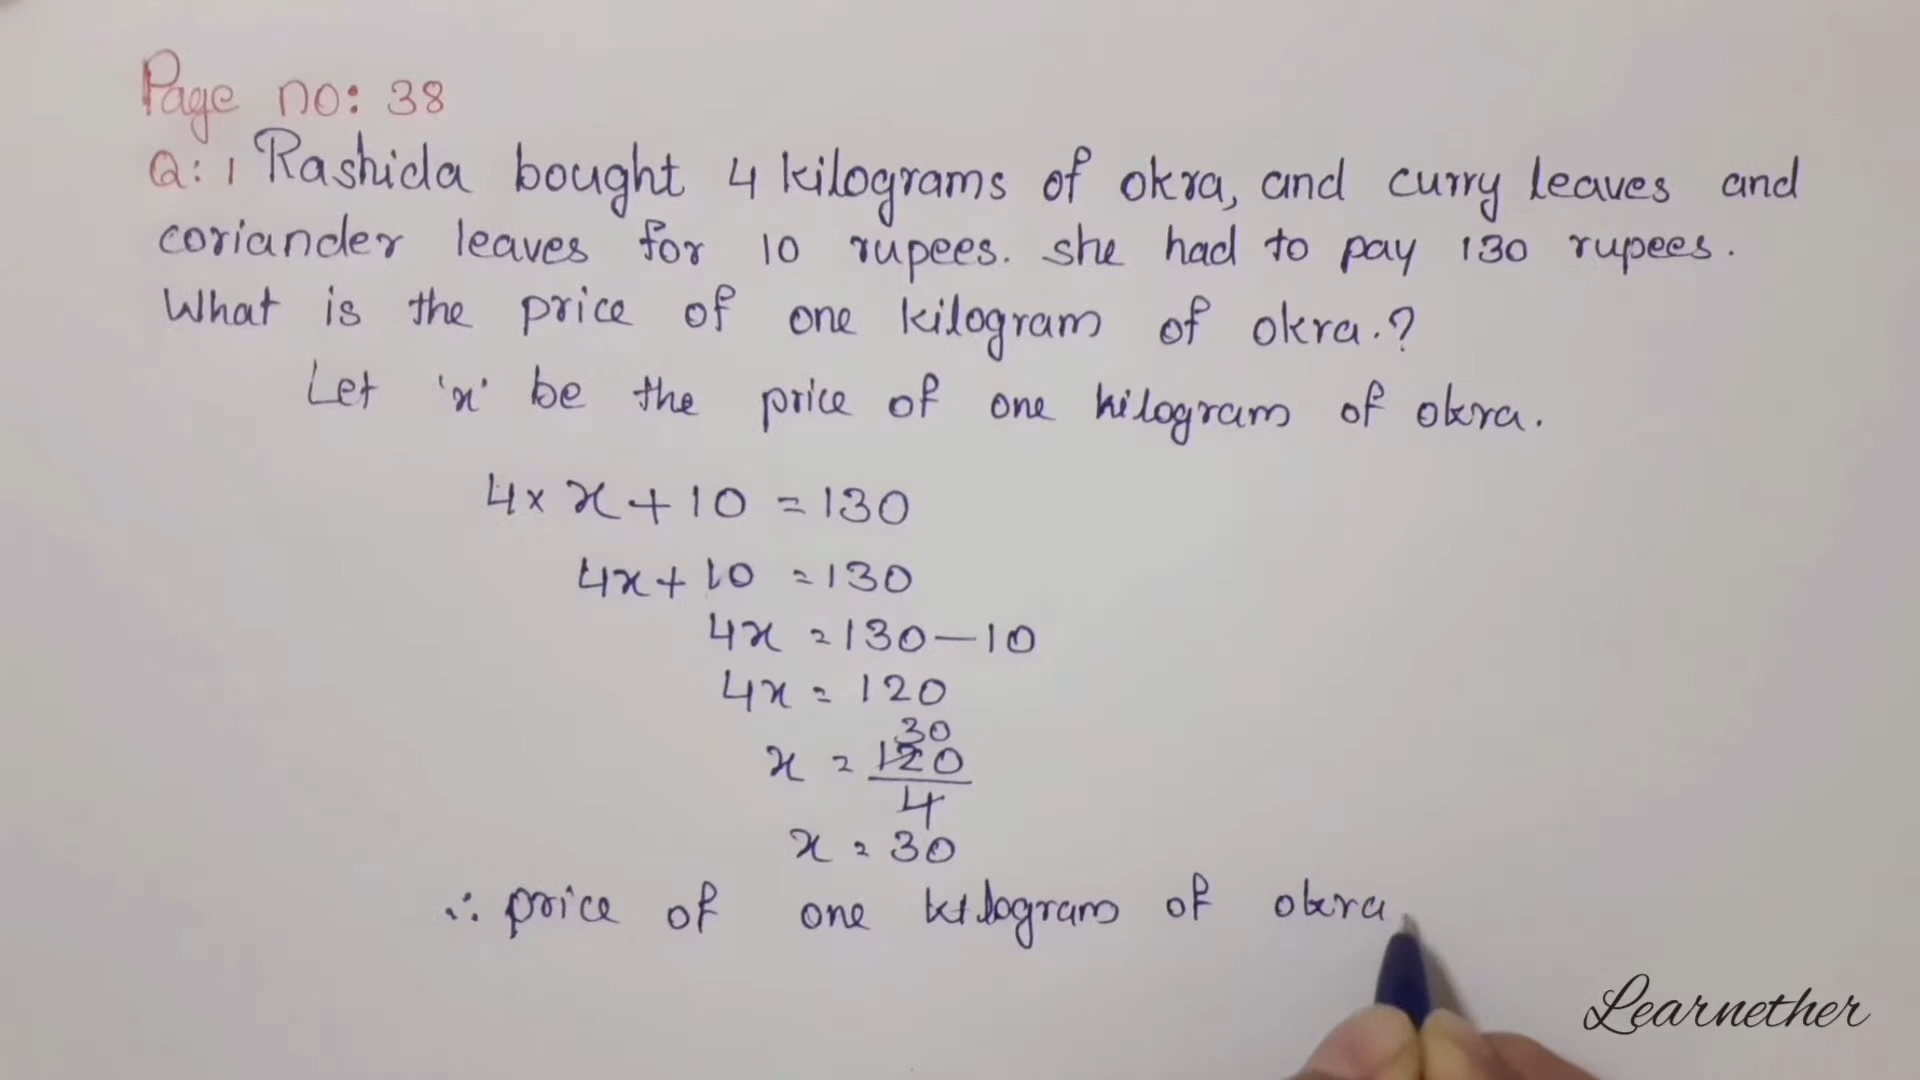 Page no: 38
Q: 1 Rashida bought 4 kilograms of okra, and curry leaves and
coriander leaves for 10 rupees. she had to pay 130 rupees.
What is the price of one kilogram of okra.?
Let 'x' be the price of one kilogram of okra.
4 × x + 10 = 130
4x + 10 = 130
4x = 130 - 10
4x = 120
30
x = 120
4
x = 30
∴ price of one kilogram of okra
Learnether